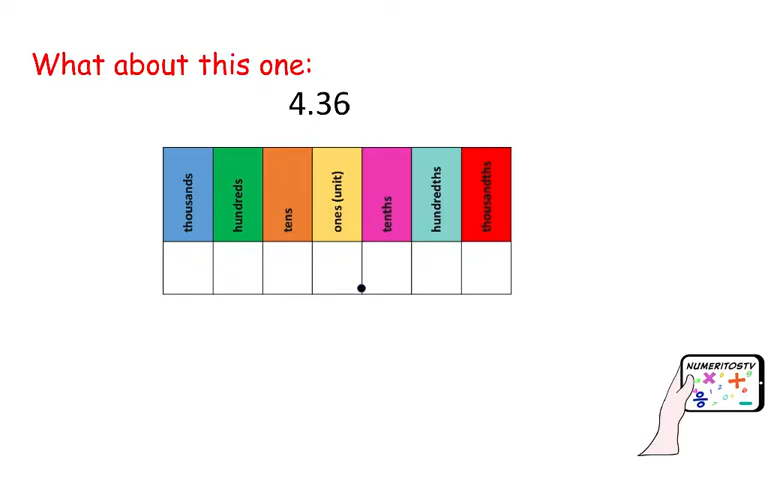 What about this one:
4.36
thousands
hundreds
tens
ones (unit)
tenths
hundredths
thousandths
NUMERITOSTV